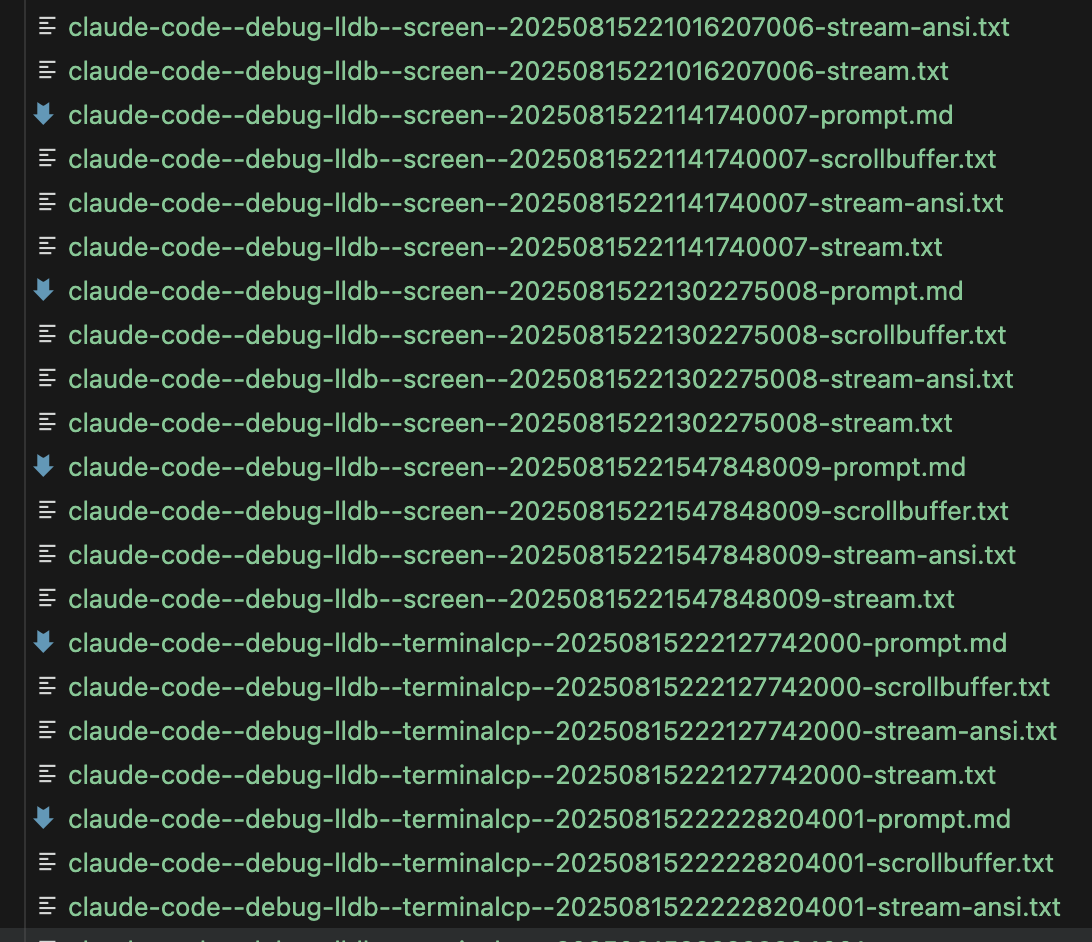 claude-code--debug-lldb--screen--20250815221016207006-stream-ansi.txt
claude-code--debug-lldb--screen--20250815221016207006-stream.txt
claude-code--debug-lldb--screen--20250815221141740007-prompt.md
claude-code--debug-lldb--screen--20250815221141740007-scrollbuffer.txt
claude-code--debug-lldb--screen--20250815221141740007-stream-ansi.txt
claude-code--debug-lldb--screen--20250815221141740007-stream.txt
claude-code--debug-lldb--screen--20250815221302275008-prompt.md
claude-code--debug-lldb--screen--20250815221302275008-scrollbuffer.txt
claude-code--debug-lldb--screen--20250815221302275008-stream-ansi.txt
claude-code--debug-lldb--screen--20250815221302275008-stream.txt
claude-code--debug-lldb--screen--20250815221547848009-prompt.md
claude-code--debug-lldb--screen--20250815221547848009-scrollbuffer.txt
claude-code--debug-lldb--screen--20250815221547848009-stream-ansi.txt
claude-code--debug-lldb--screen--20250815221547848009-stream.txt
claude-code--debug-lldb--terminalcp--20250815222127742000-prompt.md
claude-code--debug-lldb--terminalcp--20250815222127742000-scrollbuffer.txt
claude-code--debug-lldb--terminalcp--20250815222127742000-stream-ansi.txt
claude-code--debug-lldb--terminalcp--20250815222127742000-stream.txt
claude-code--debug-lldb--terminalcp--20250815222228204001-prompt.md
claude-code--debug-lldb--terminalcp--20250815222228204001-scrollbuffer.txt
claude-code--debug-lldb--terminalcp--20250815222228204001-stream-ansi.txt